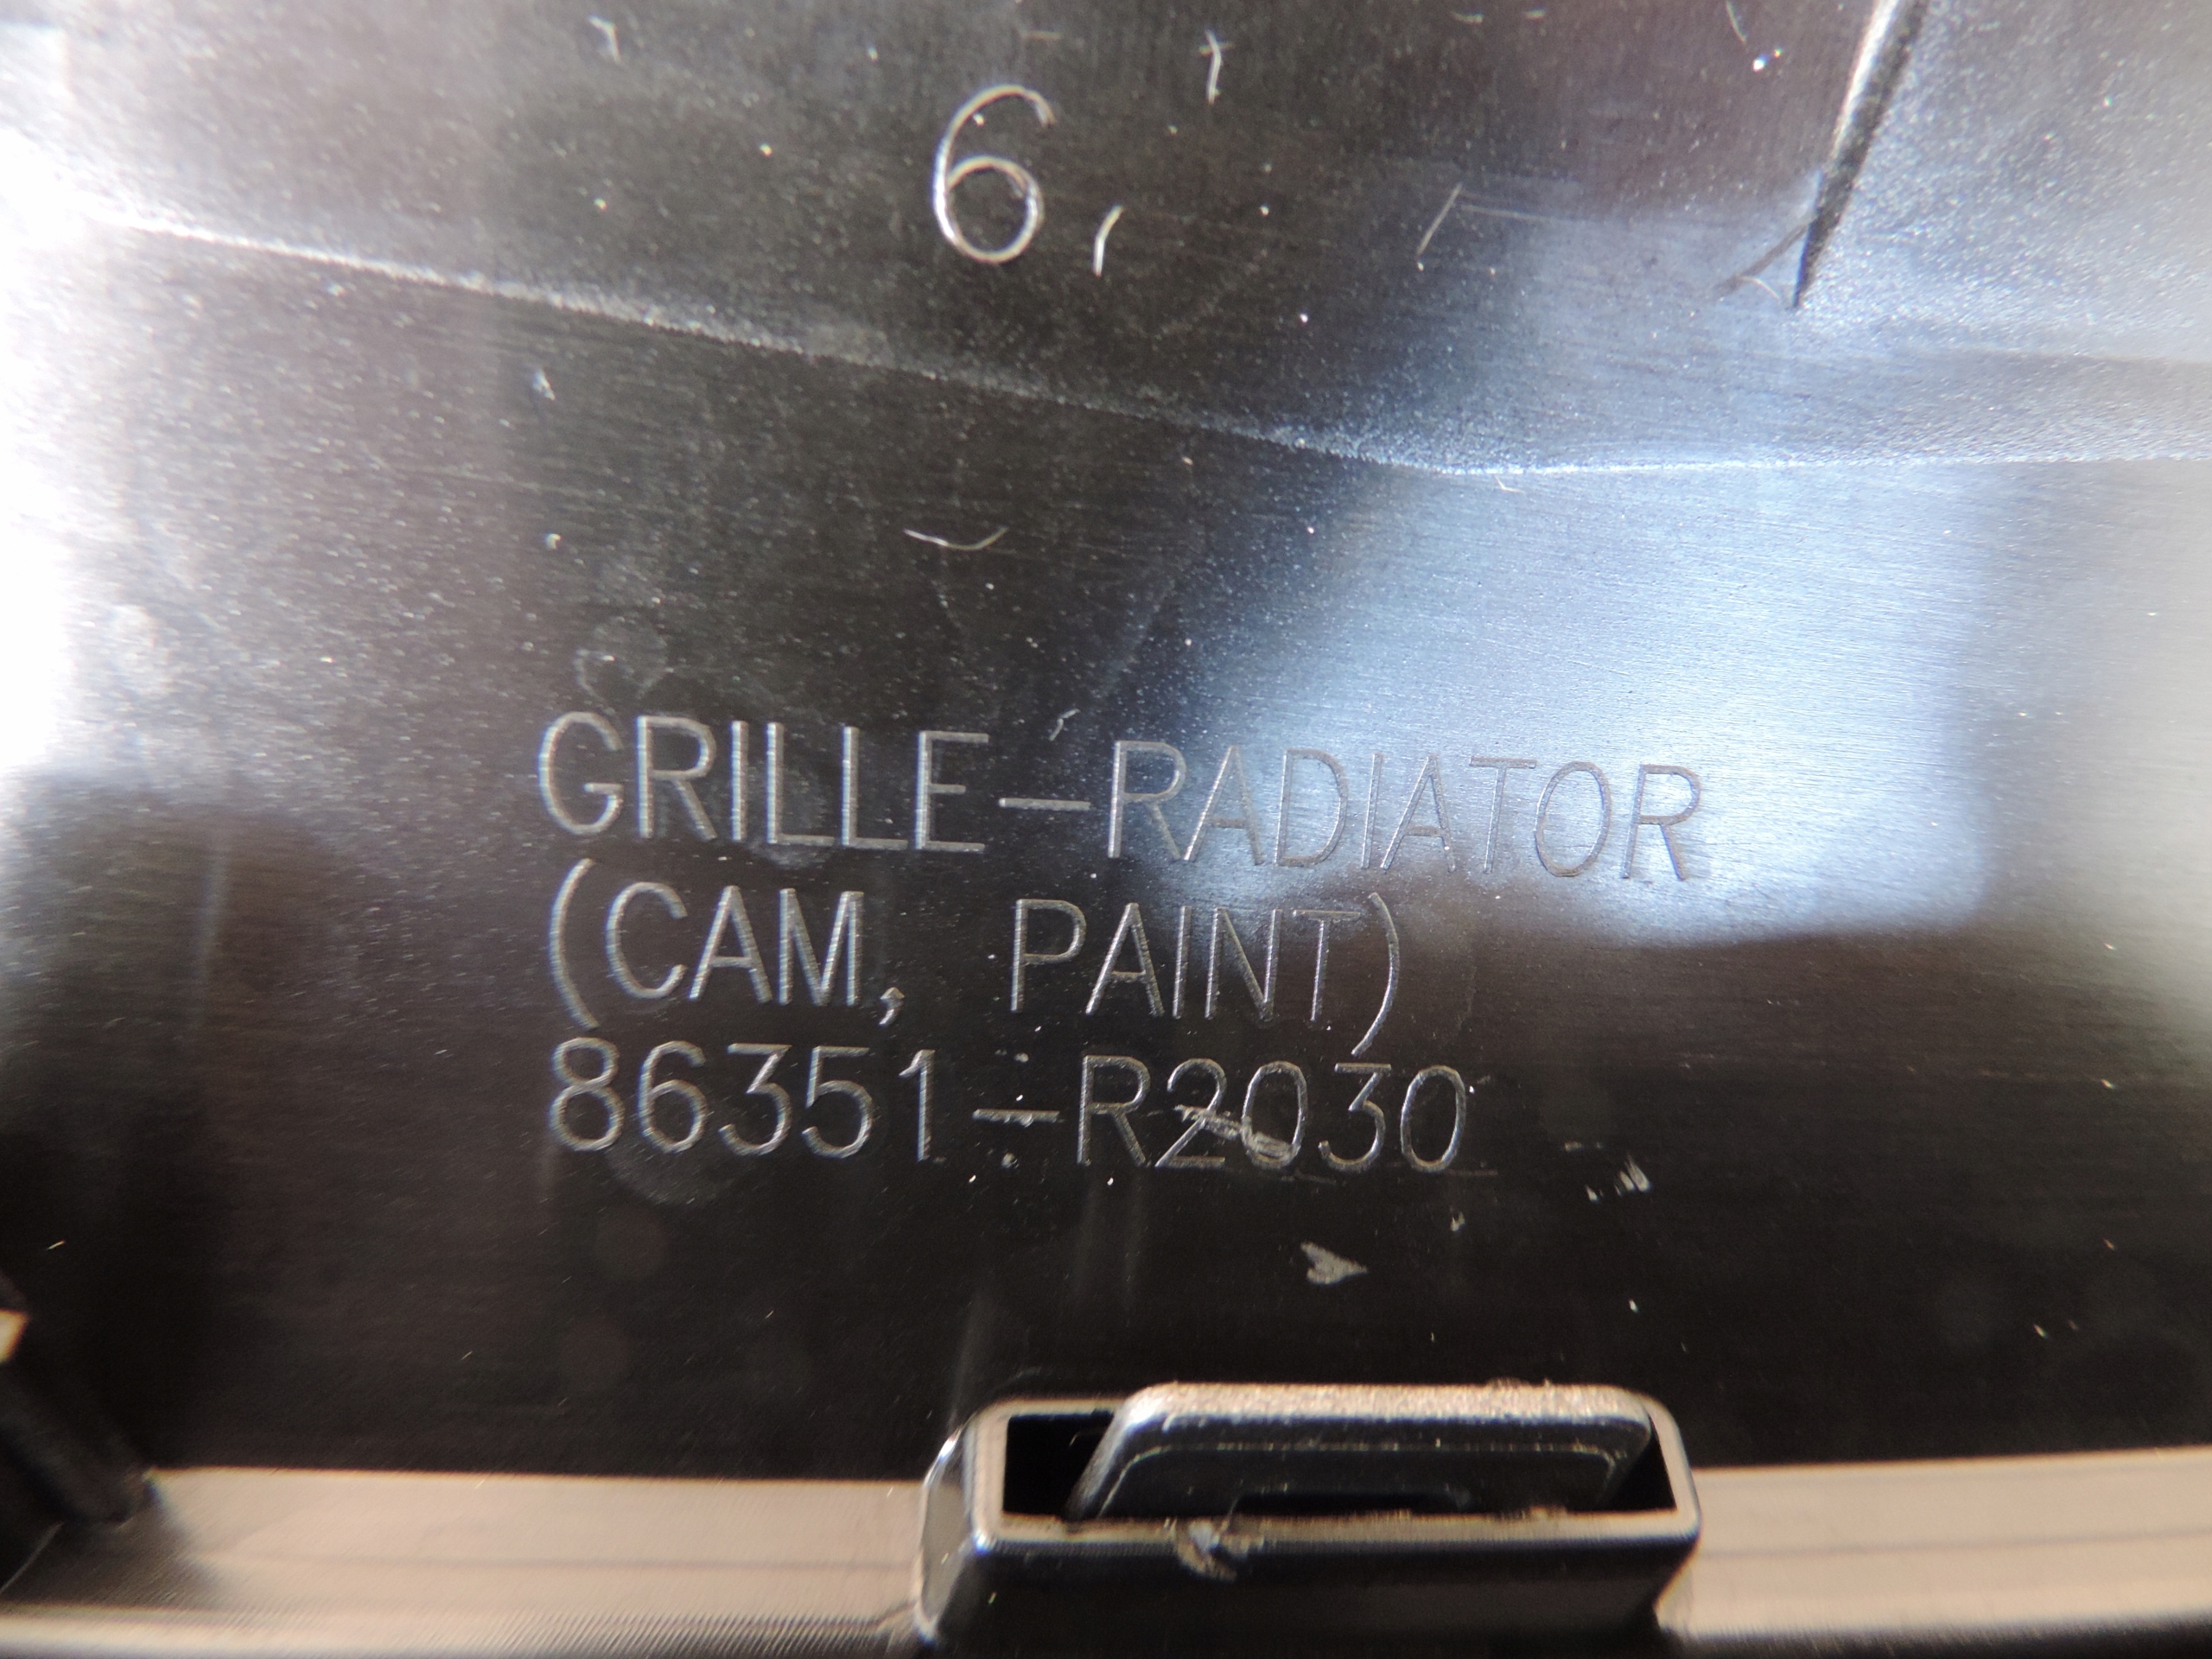 6
GRILLE-RADIATOR
(CAM, PAINT)
86351-R2030